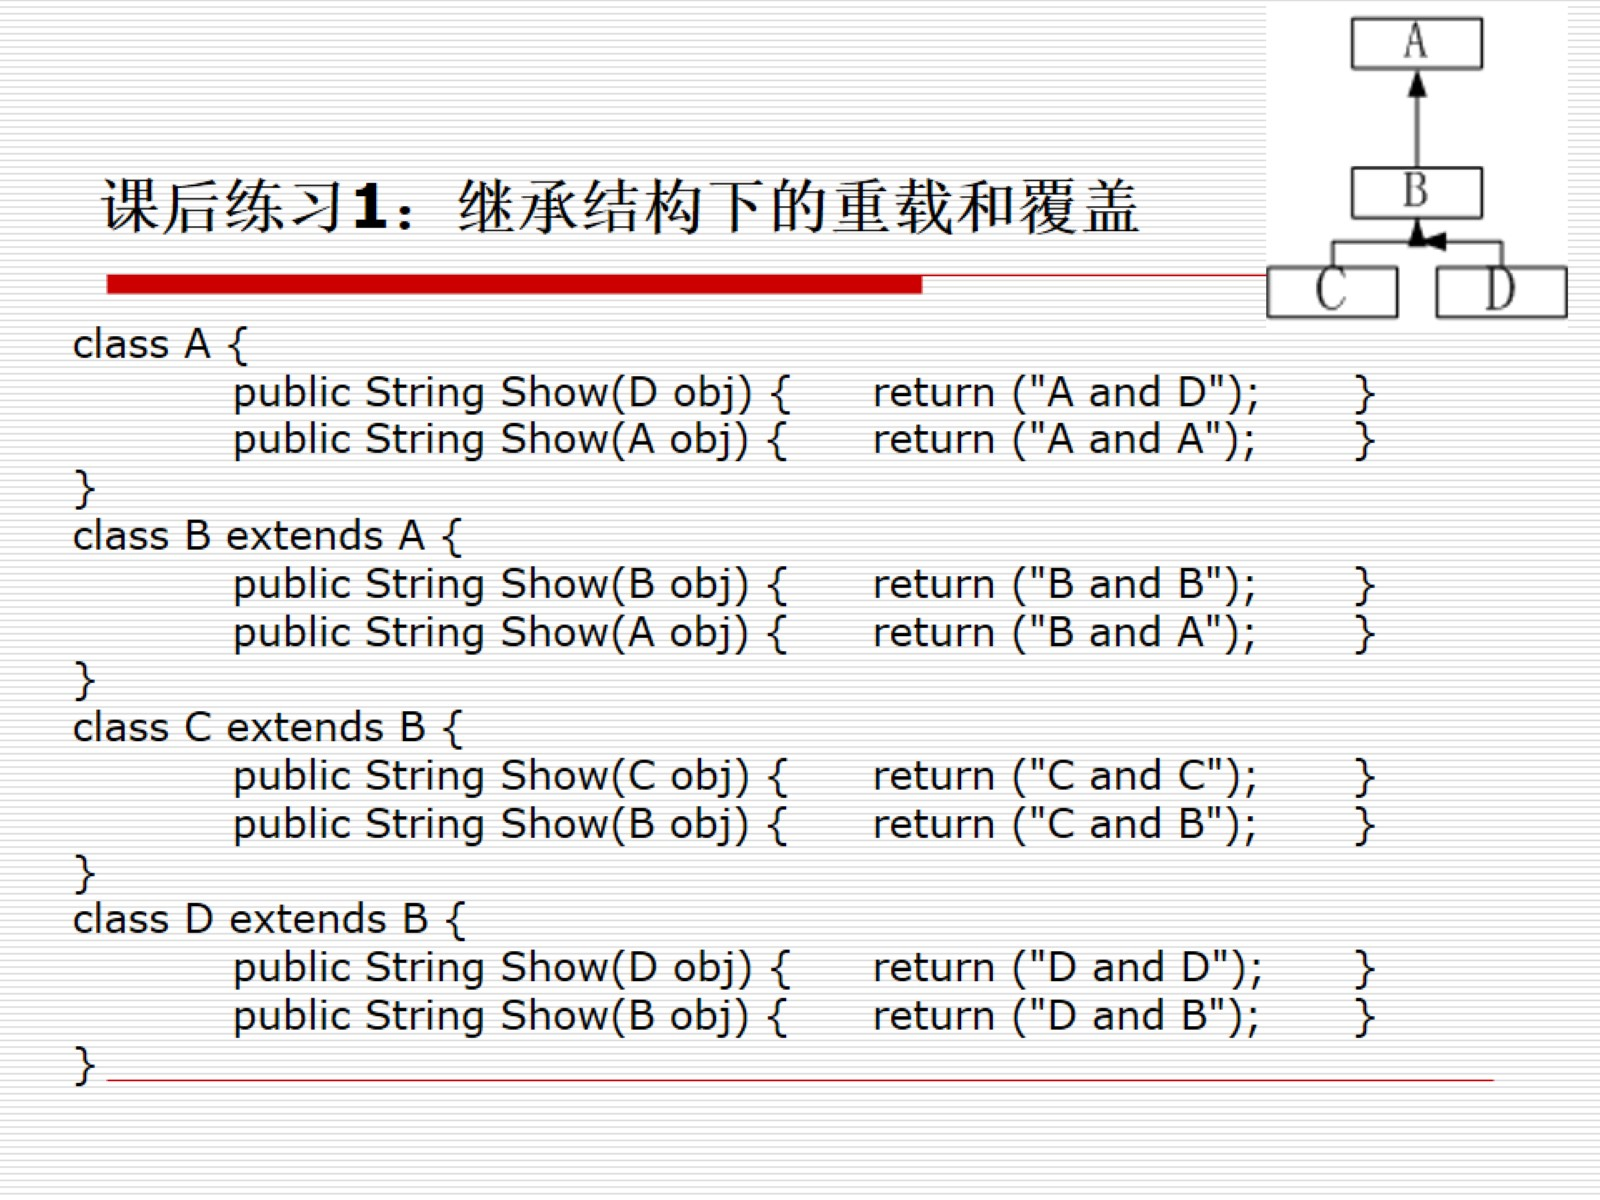 A
B
C
D
课后练习1：继承结构下的重载和覆盖
class A {
public String Show(D obj) { return ("A and D"); }
public String Show(A obj) { return ("A and A"); }
}
class B extends A {
public String Show(B obj) { return ("B and B"); }
public String Show(A obj) { return ("B and A"); }
}
class C extends B {
public String Show(C obj) { return ("C and C"); }
public String Show(B obj) { return ("C and B"); }
}
class D extends B {
public String Show(D obj) { return ("D and D"); }
public String Show(B obj) { return ("D and B"); }
}